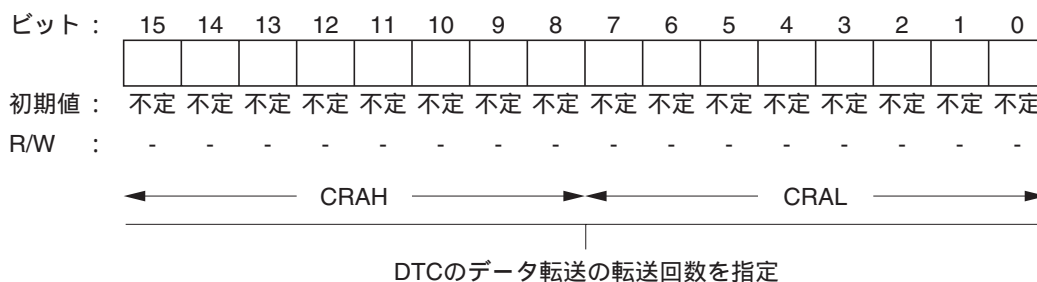 ビット : 15 14 13 12 11 10 9 8 7 6 5 4 3 2 1 0
初期値 : 不定 不定 不定 不定 不定 不定 不定 不定 不定 不定 不定 不定 不定 不定 不定 不定
R/W : - - - - - - - - - - - - - - - -
CRAH CRAL
DTCのデータ転送の転送回数を指定